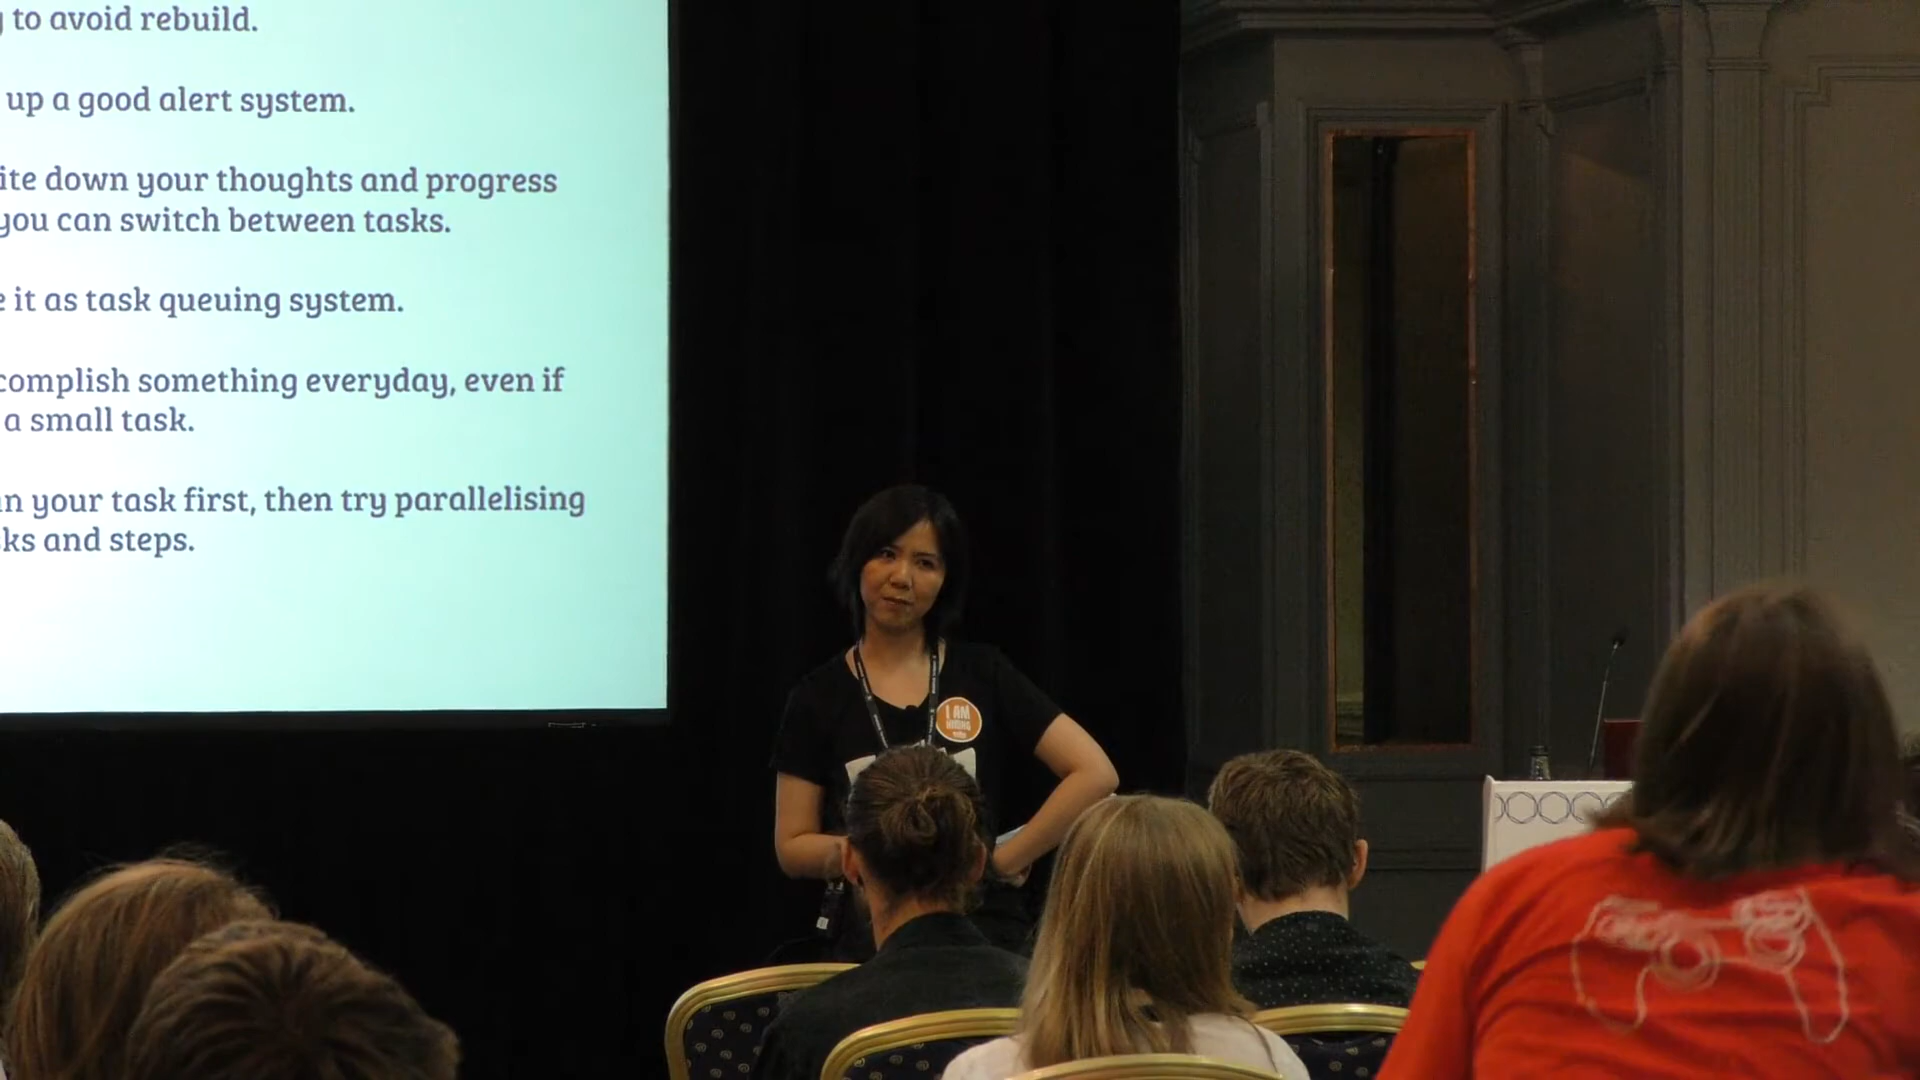 to avoid rebuild.
up a good alert system.
ite down your thoughts and progress
you can switch between tasks.
it as task queuing system.
complish something everyday, even if
a small task.
n your task first, then try parallelising
ks and steps.
I AM
HIRING